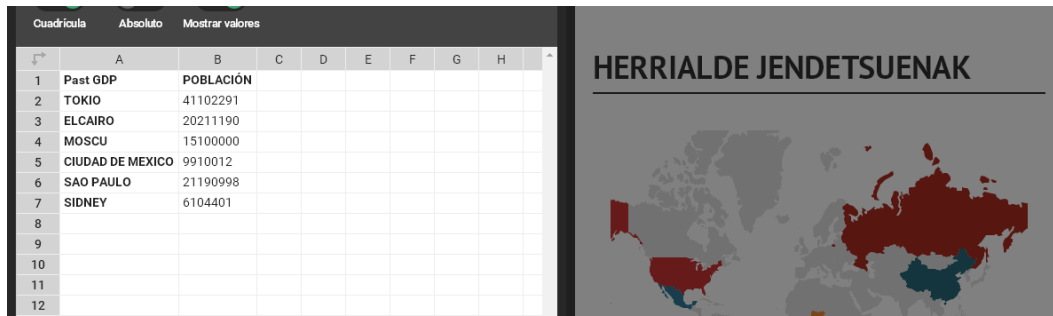 Cuadrícula Absoluto Mostrar valores
A B C D E F G H
1 Past GDP POBLACIÓN
2 TOKIO 41102291
3 ELCAIRO 20211190
4 MOSCU 15100000
5 CIUDAD DE MEXICO 9910012
6 SAO PAULO 21190998
7 SIDNEY 6104401
8
9
10
11
12
HERRIALDE JENDETSUENAK